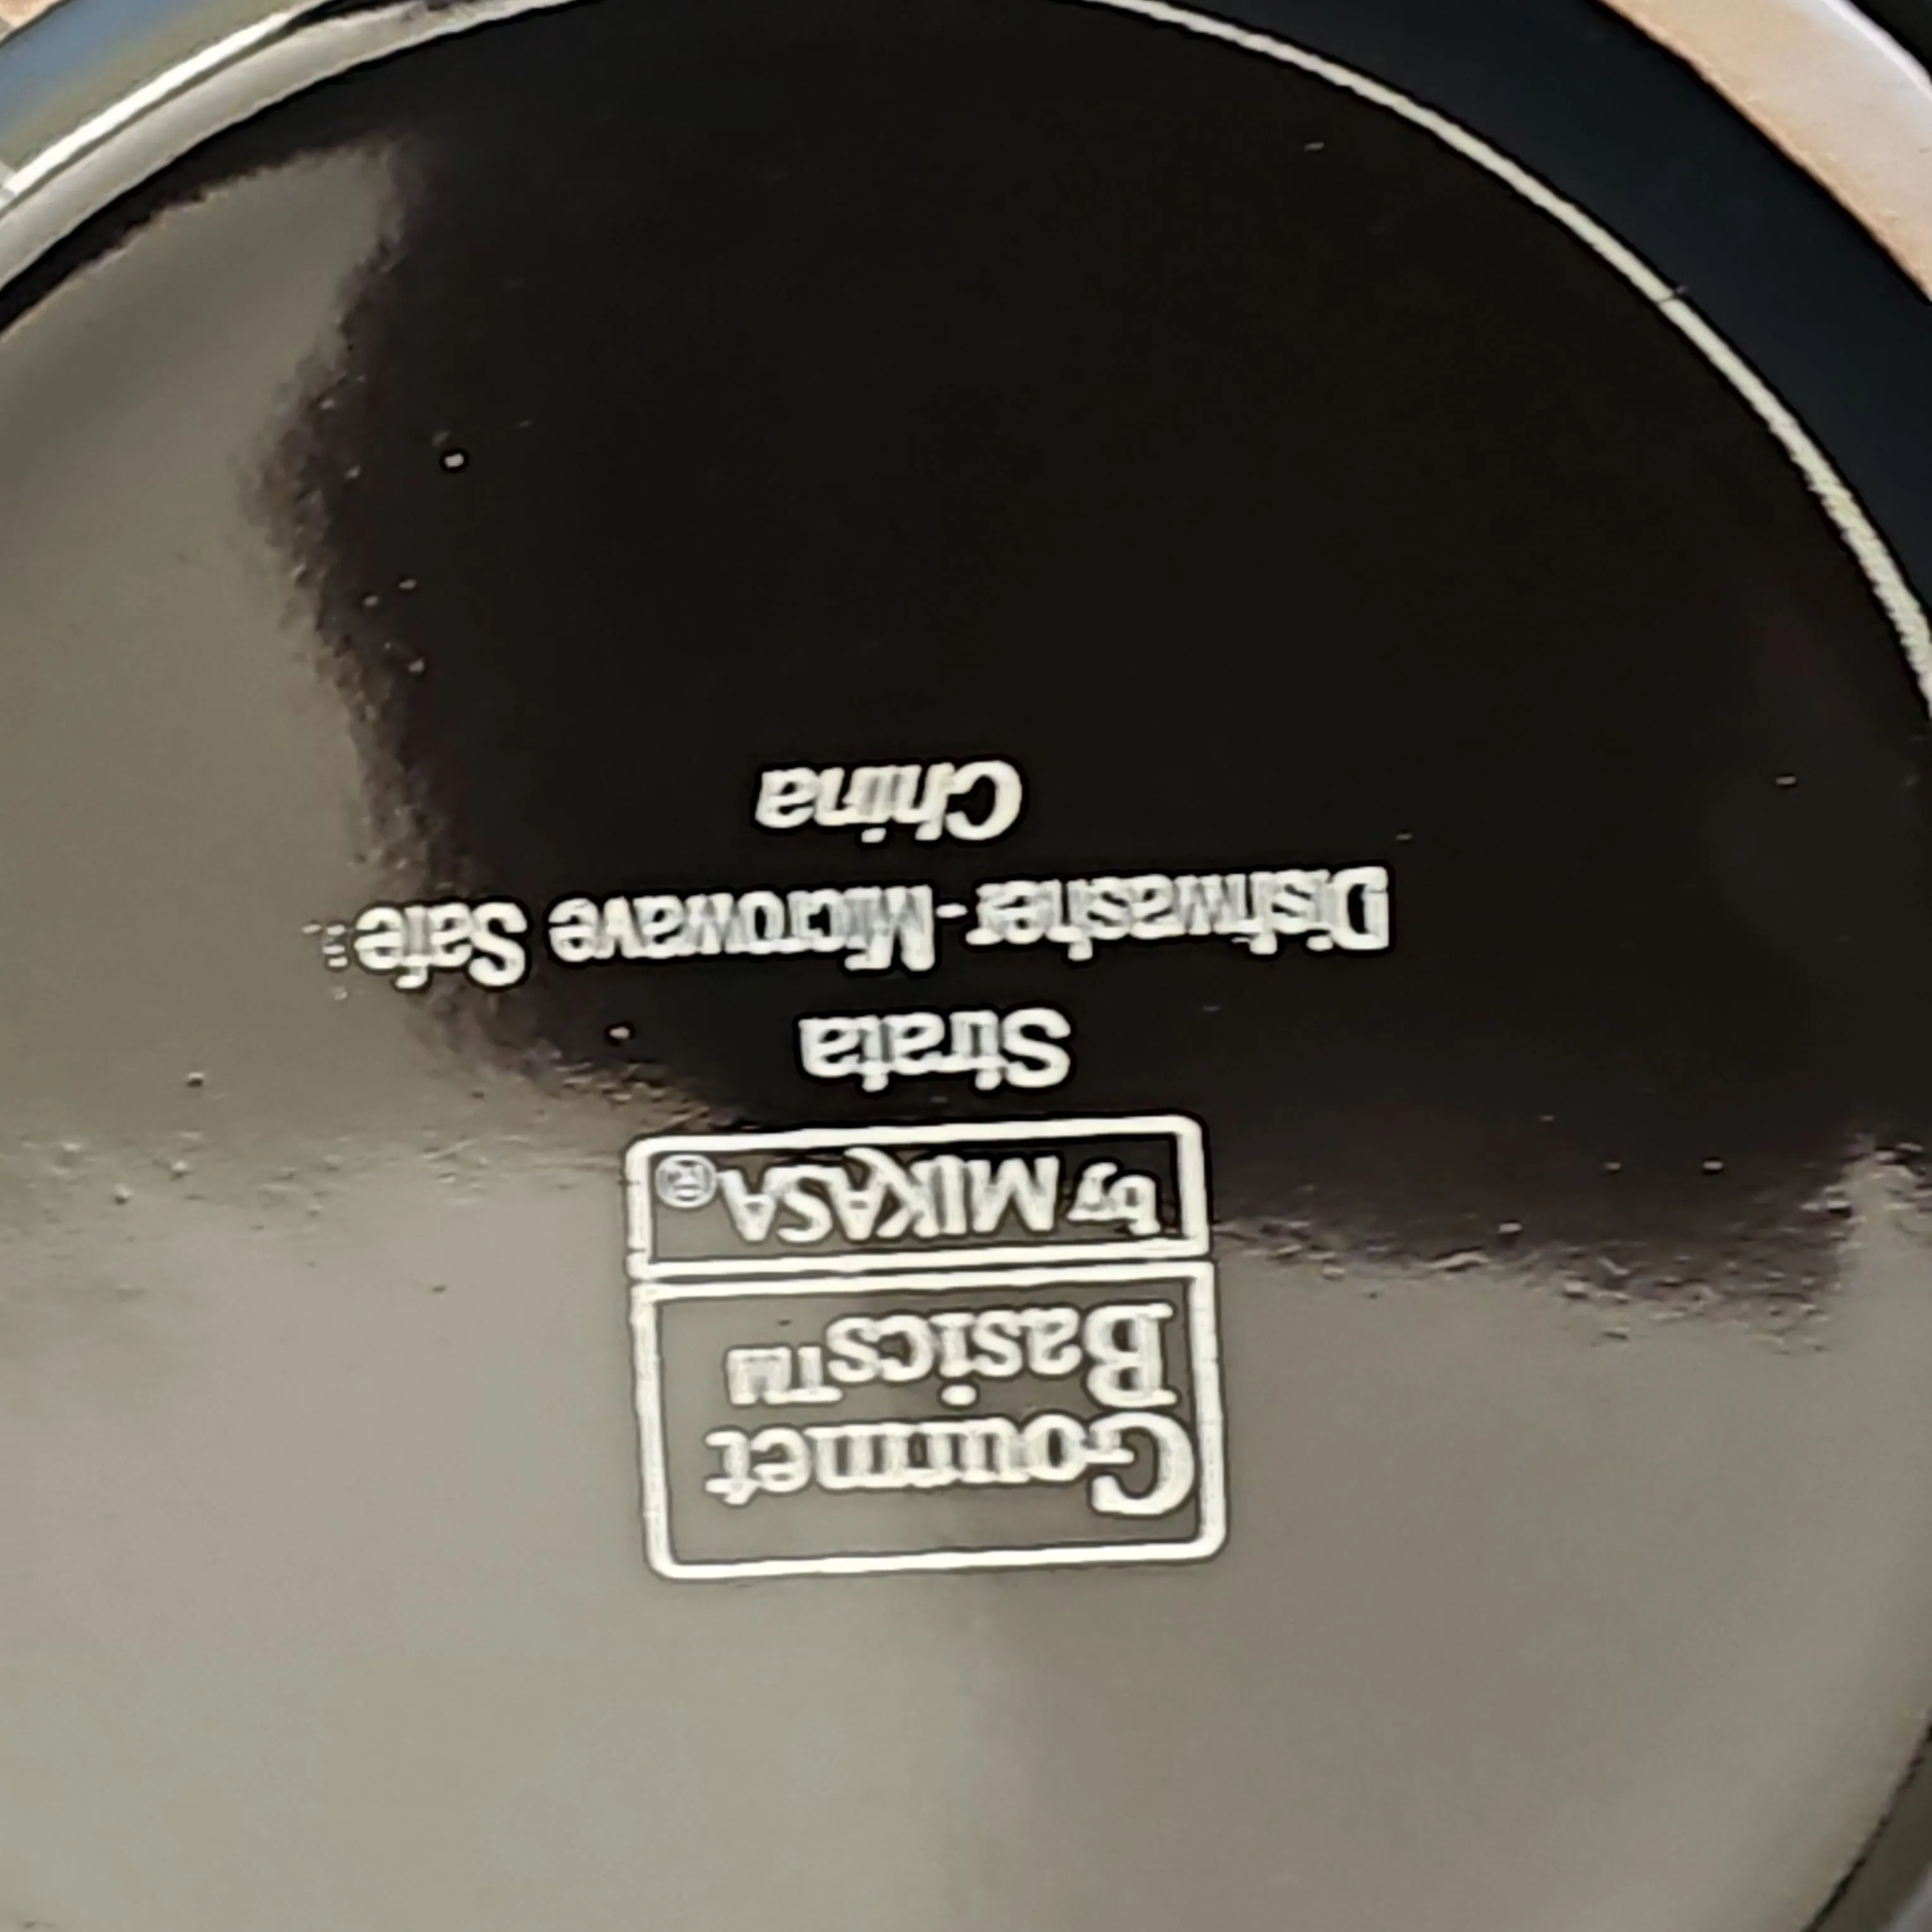 Gourmet
Basics™
by MIKASA®
Strata
Dishwasher-Microwave Safe
China